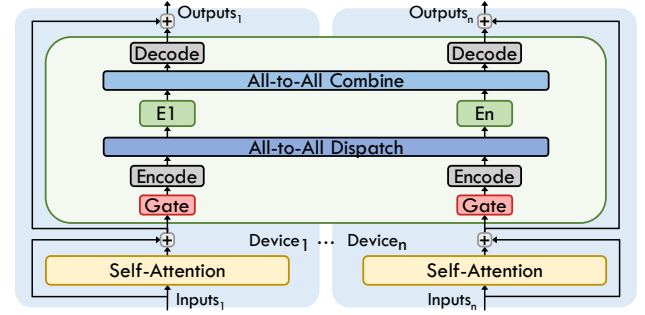 Outputs₁ Outputsₙ
+ +
Decode Decode
All-to-All Combine
E1 En
All-to-All Dispatch
Encode Encode
Gate Gate
+ Device₁ ... Deviceₙ +
Self-Attention Self-Attention
Inputs₁ Inputsₙ